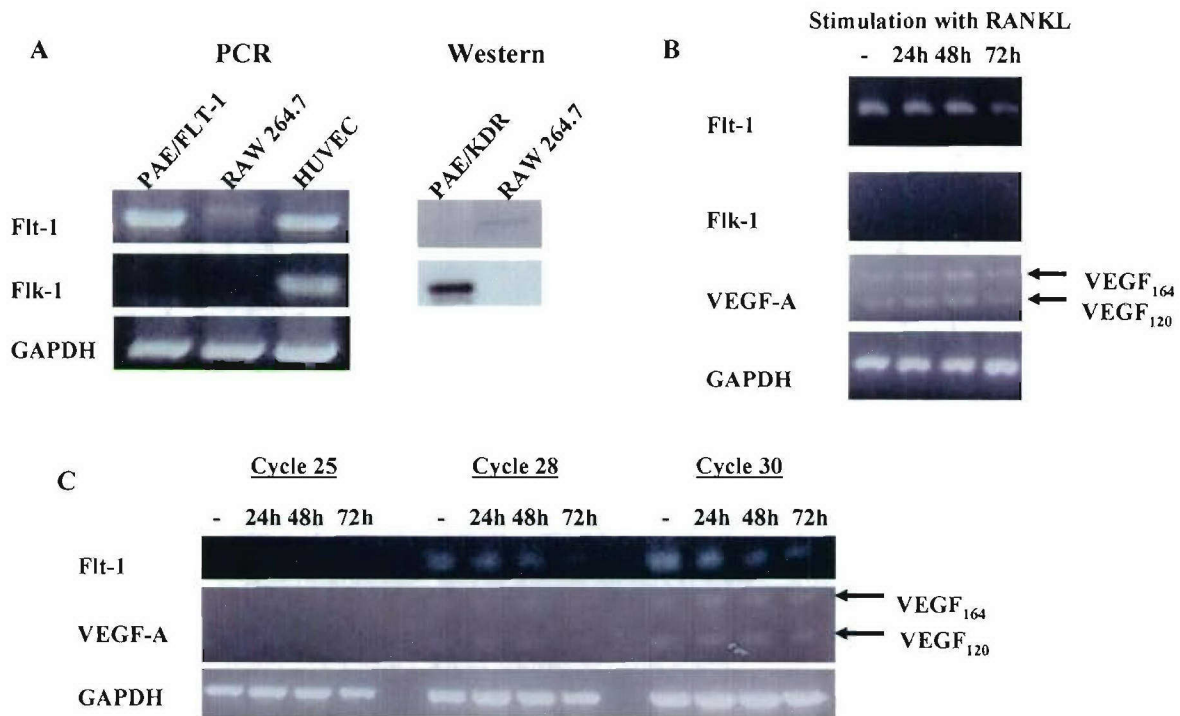 A
PCR
Western
PAE/FLT-1
RAW 264.7
HUVEC
PAE/KDR
RAW 264.7
Flt-1
Flk-1
GAPDH
B
Stimulation with RANKL
- 24h 48h 72h
Flt-1
Flk-1
VEGF-A
VEGF164
VEGF120
GAPDH
C
Cycle 25 Cycle 28 Cycle 30
- 24h 48h 72h - 24h 48h 72h - 24h 48h 72h
Flt-1
VEGF-A
VEGF164
VEGF120
GAPDH